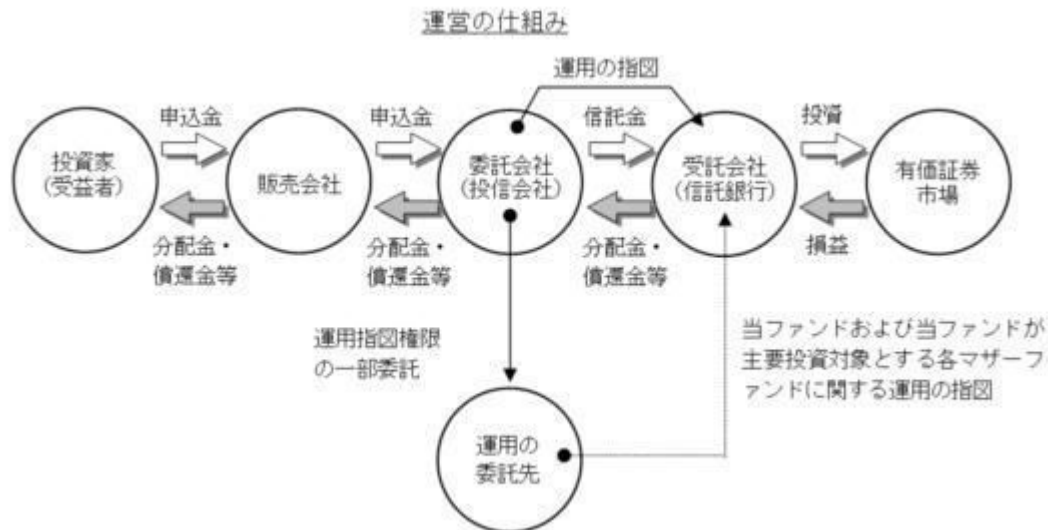 運営の仕組み
運用の指図
申込金
申込金
信託金
投資
投資家
(受益者)
販売会社
委託会社
(投信会社)
受託会社
(信託銀行)
有価証券
市場
分配金・
償還金等
分配金・
償還金等
分配金・
償還金等
損益
運用指図権限
の一部委託
当ファンドおよび当ファンドが
主要投資対象とする各マザーフ
ァンドに関する運用の指図
運用の
委託先